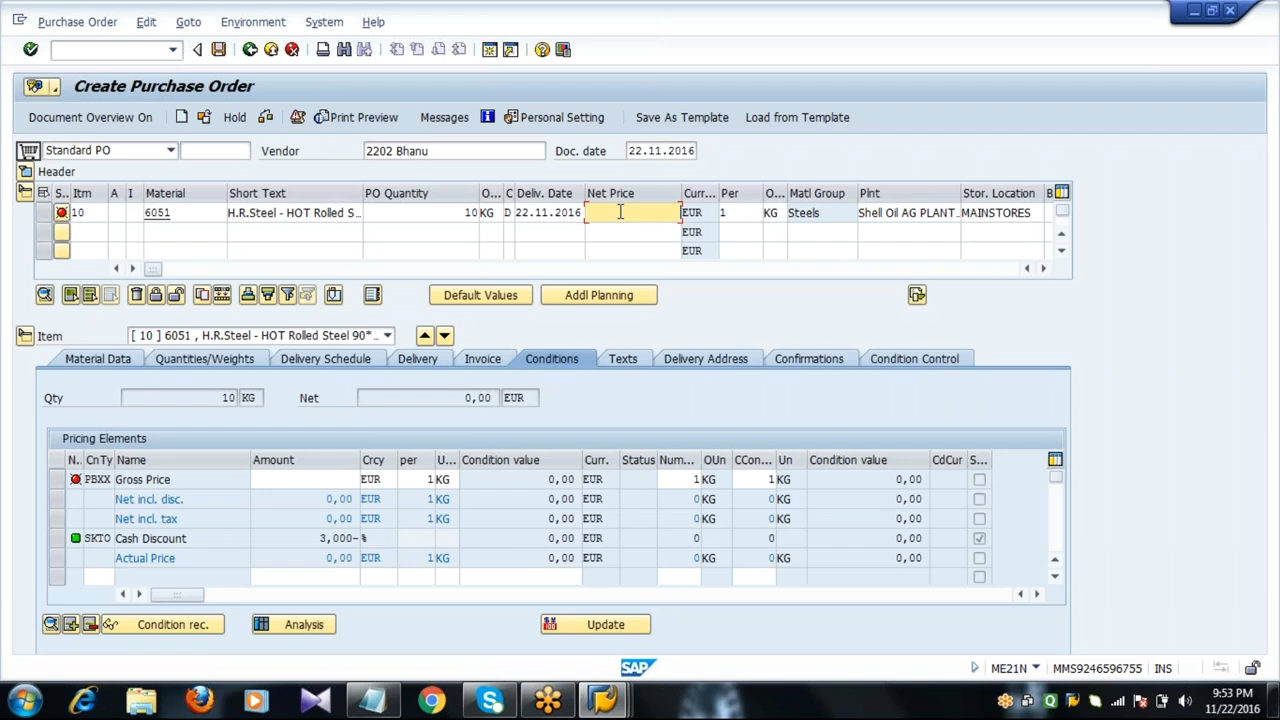 Purchase Order Edit Goto Environment System Help
Create Purchase Order
Document Overview On Hold Print Preview Messages Personal Setting Save As Template Load from Template
Standard PO Vendor 2202 Bhanu Doc. date 22.11.2016
Header
S.. Itm A I Material Short Text PO Quantity O... C Deliv. Date Net Price Curr... Per O... Matl Group Plnt Stor. Location B
10 6051 H.R.Steel - HOT Rolled S... 10 KG D 22.11.2016 EUR 1 KG Steels Shell Oil AG PLANT... MAINSTORES
EUR
EUR
Default Values Addl Planning
Item [ 10 ] 6051 , H.R.Steel - HOT Rolled Steel 90*...
Material Data Quantities/Weights Delivery Schedule Delivery Invoice Conditions Texts Delivery Address Confirmations Condition Control
Qty 10 KG Net 0,00 EUR
Pricing Elements
N.. CnTy Name Amount Crcy per U... Condition value Curr. Status Num... OUn CCon... Un Condition value CdCur S...
PBXX Gross Price EUR 1 KG 0,00 EUR 1 KG 1 KG 0,00
Net incl. disc. 0,00 EUR 1 KG 0,00 EUR 0 KG 0 KG 0,00
Net incl. tax 0,00 EUR 1 KG 0,00 EUR 0 KG 0 KG 0,00
SKTO Cash Discount 3,000- % 0,00 EUR 0 0 0,00
Actual Price 0,00 EUR 1 KG 0,00 EUR 0 KG 0 KG 0,00
Condition rec. Analysis Update
SAP ME21N MMS9246596755 INS
9:53 PM
11/22/2016